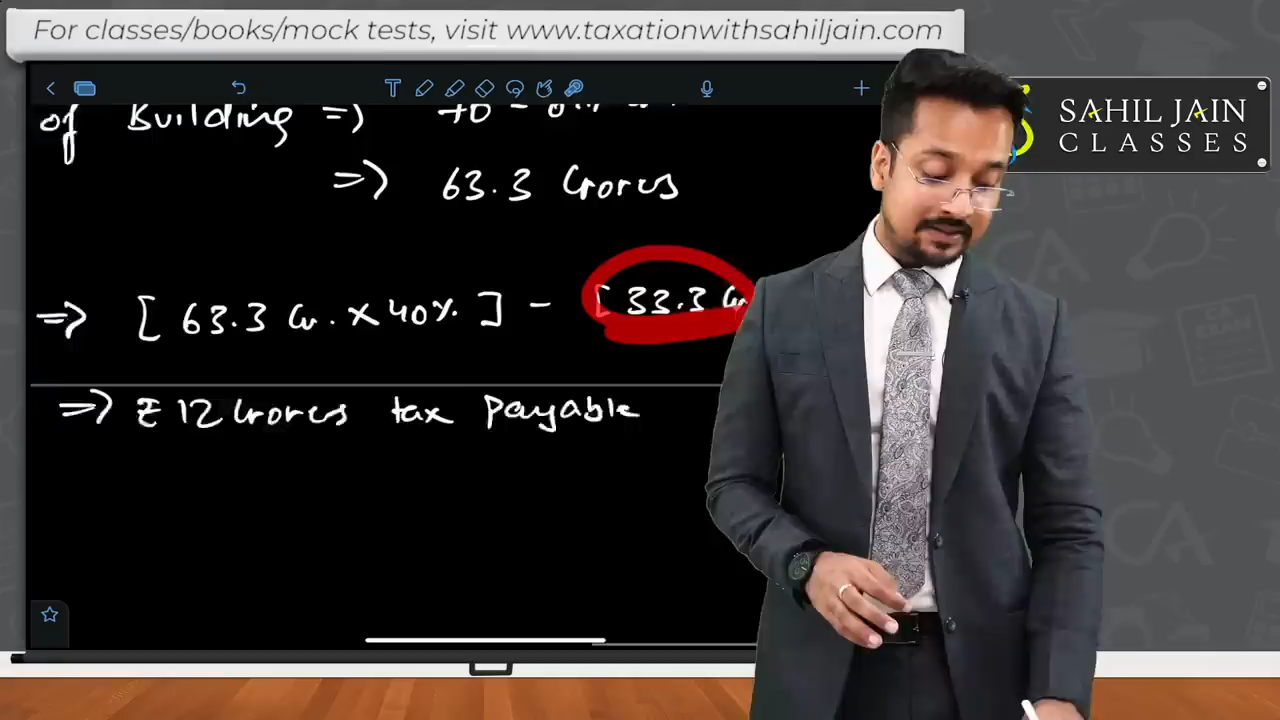 For classes/books/mock tests, visit www.taxationwithsahiljain.com
SAHIL JAIN
CLASSES
of Building =>
=> 63.3 Crores
=> [ 63.3 Cr. X 40%. ] - [ 33.3 Cr
=> ₹ 12 Crores tax payable